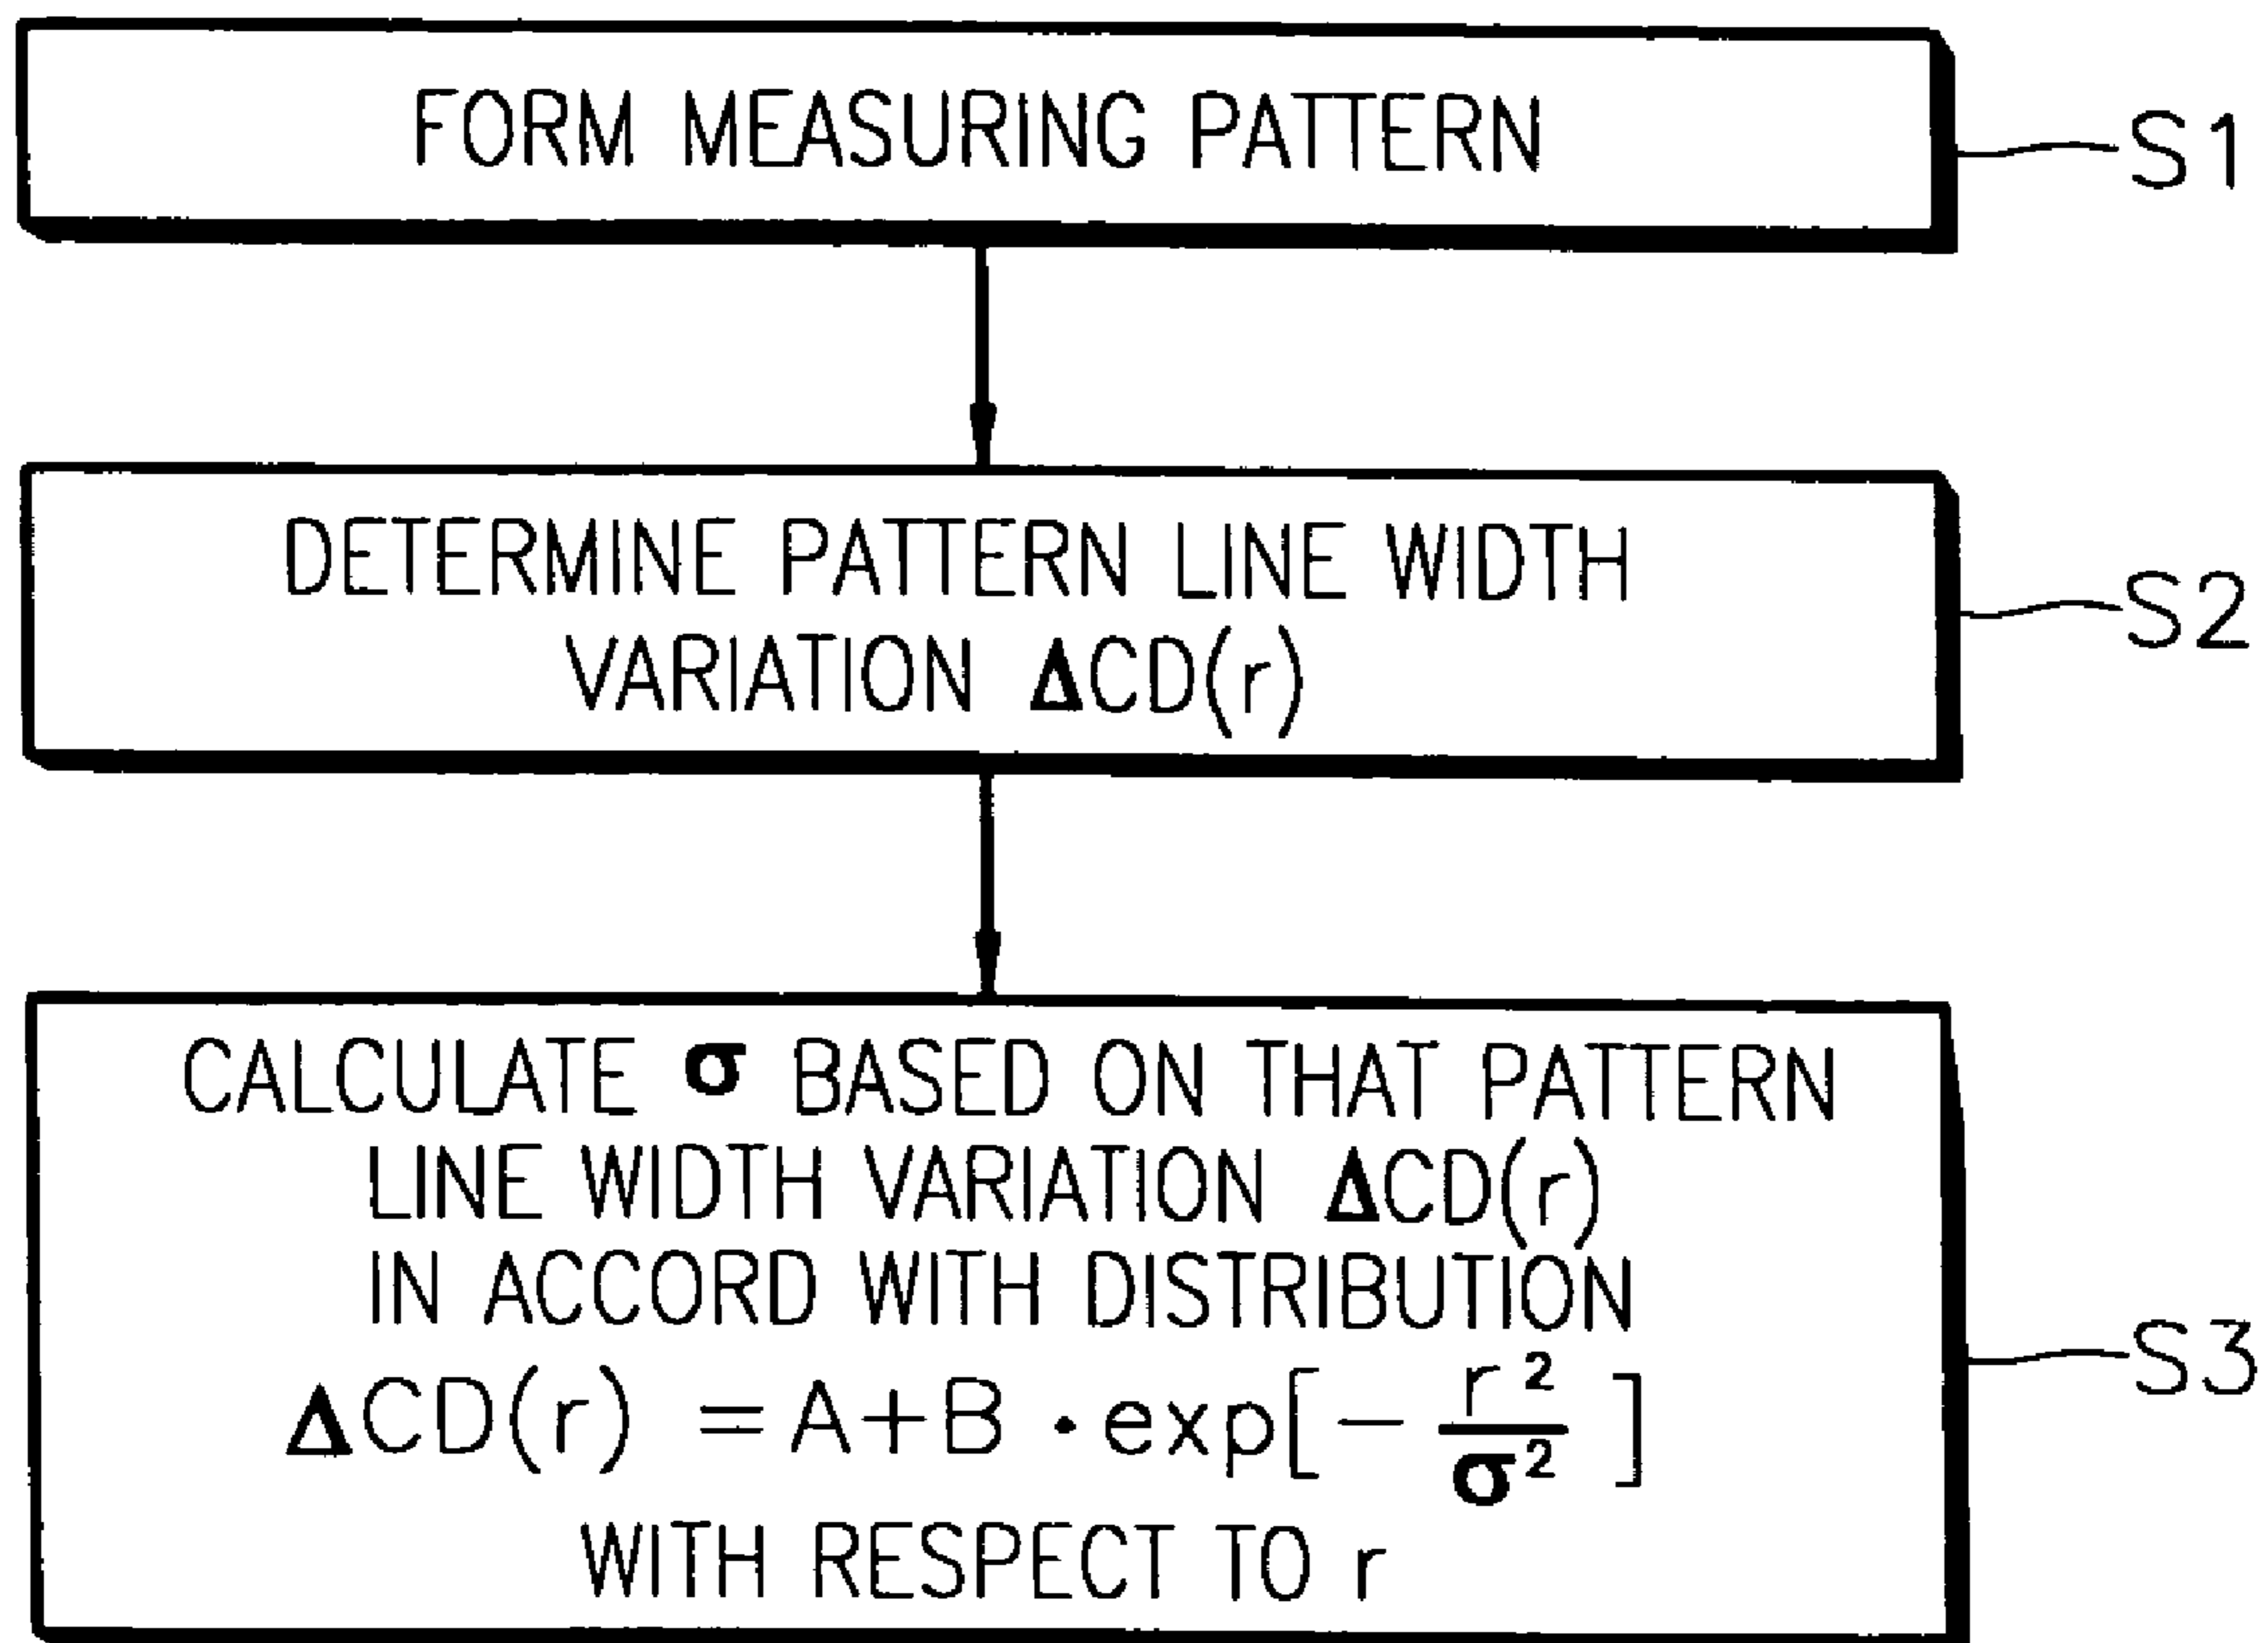 FORM MEASURING PATTERN
S1
DETERMINE PATTERN LINE WIDTH
VARIATION ΔCD(r)
S2
CALCULATE σ BASED ON THAT PATTERN
LINE WIDTH VARIATION ΔCD(r)
IN ACCORD WITH DISTRIBUTION
ΔCD(r) = A+B · exp[ - r² / σ² ]
WITH RESPECT TO r
S3